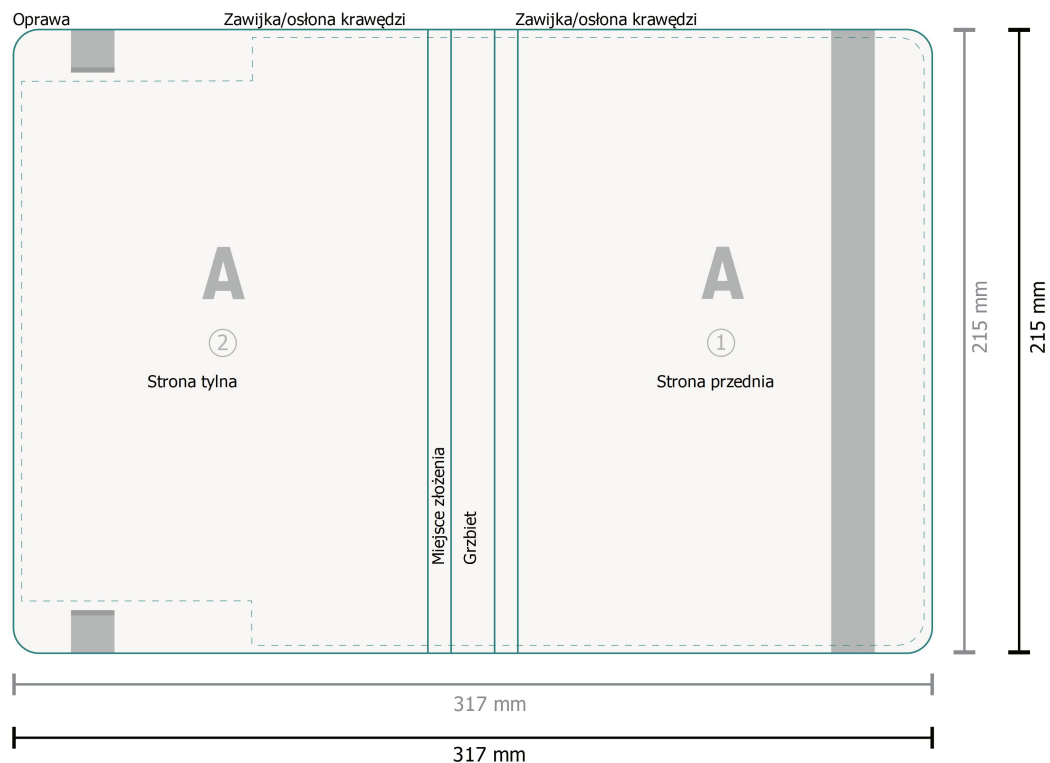 Oprawa
Zawijka/osłona krawędzi
Zawijka/osłona krawędzi
A
2
Strona tylna
A
1
Strona przednia
Miejsce złożenia
Grzbiet
215 mm
215 mm
317 mm
317 mm